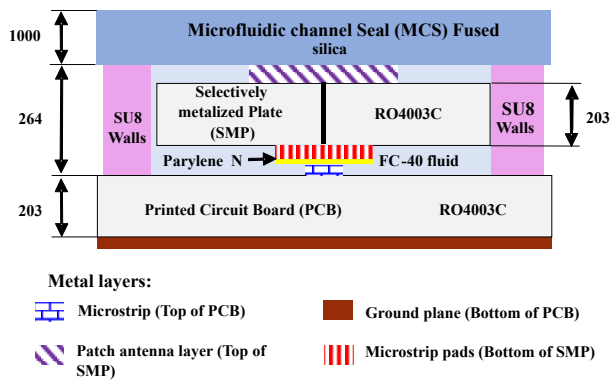 1000
Microfluidic channel Seal (MCS) Fused
silica
264
SU8
Walls
Selectively
metalized Plate
(SMP)
RO4003C
SU8
Walls
203
Parylene N
FC-40 fluid
203
Printed Circuit Board (PCB)
RO4003C
Metal layers:
Microstrip (Top of PCB)
Ground plane (Bottom of PCB)
Patch antenna layer (Top of
SMP)
Microstrip pads (Bottom of SMP)